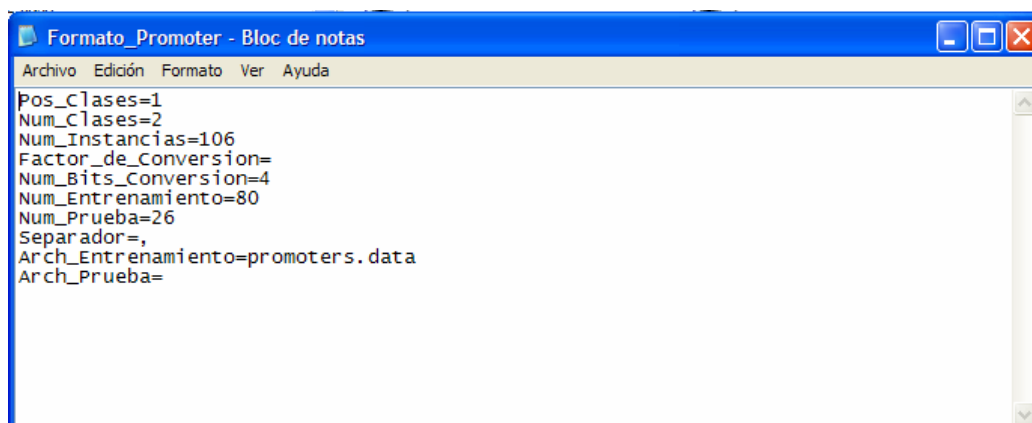 Formato_Promoter - Bloc de notas
Archivo Edición Formato Ver Ayuda
Pos_Clases=1
Num_Clases=2
Num_Instancias=106
Factor_de_Conversion=
Num_Bits_Conversion=4
Num_Entrenamiento=80
Num_Prueba=26
Separador=,
Arch_Entrenamiento=promoters.data
Arch_Prueba=